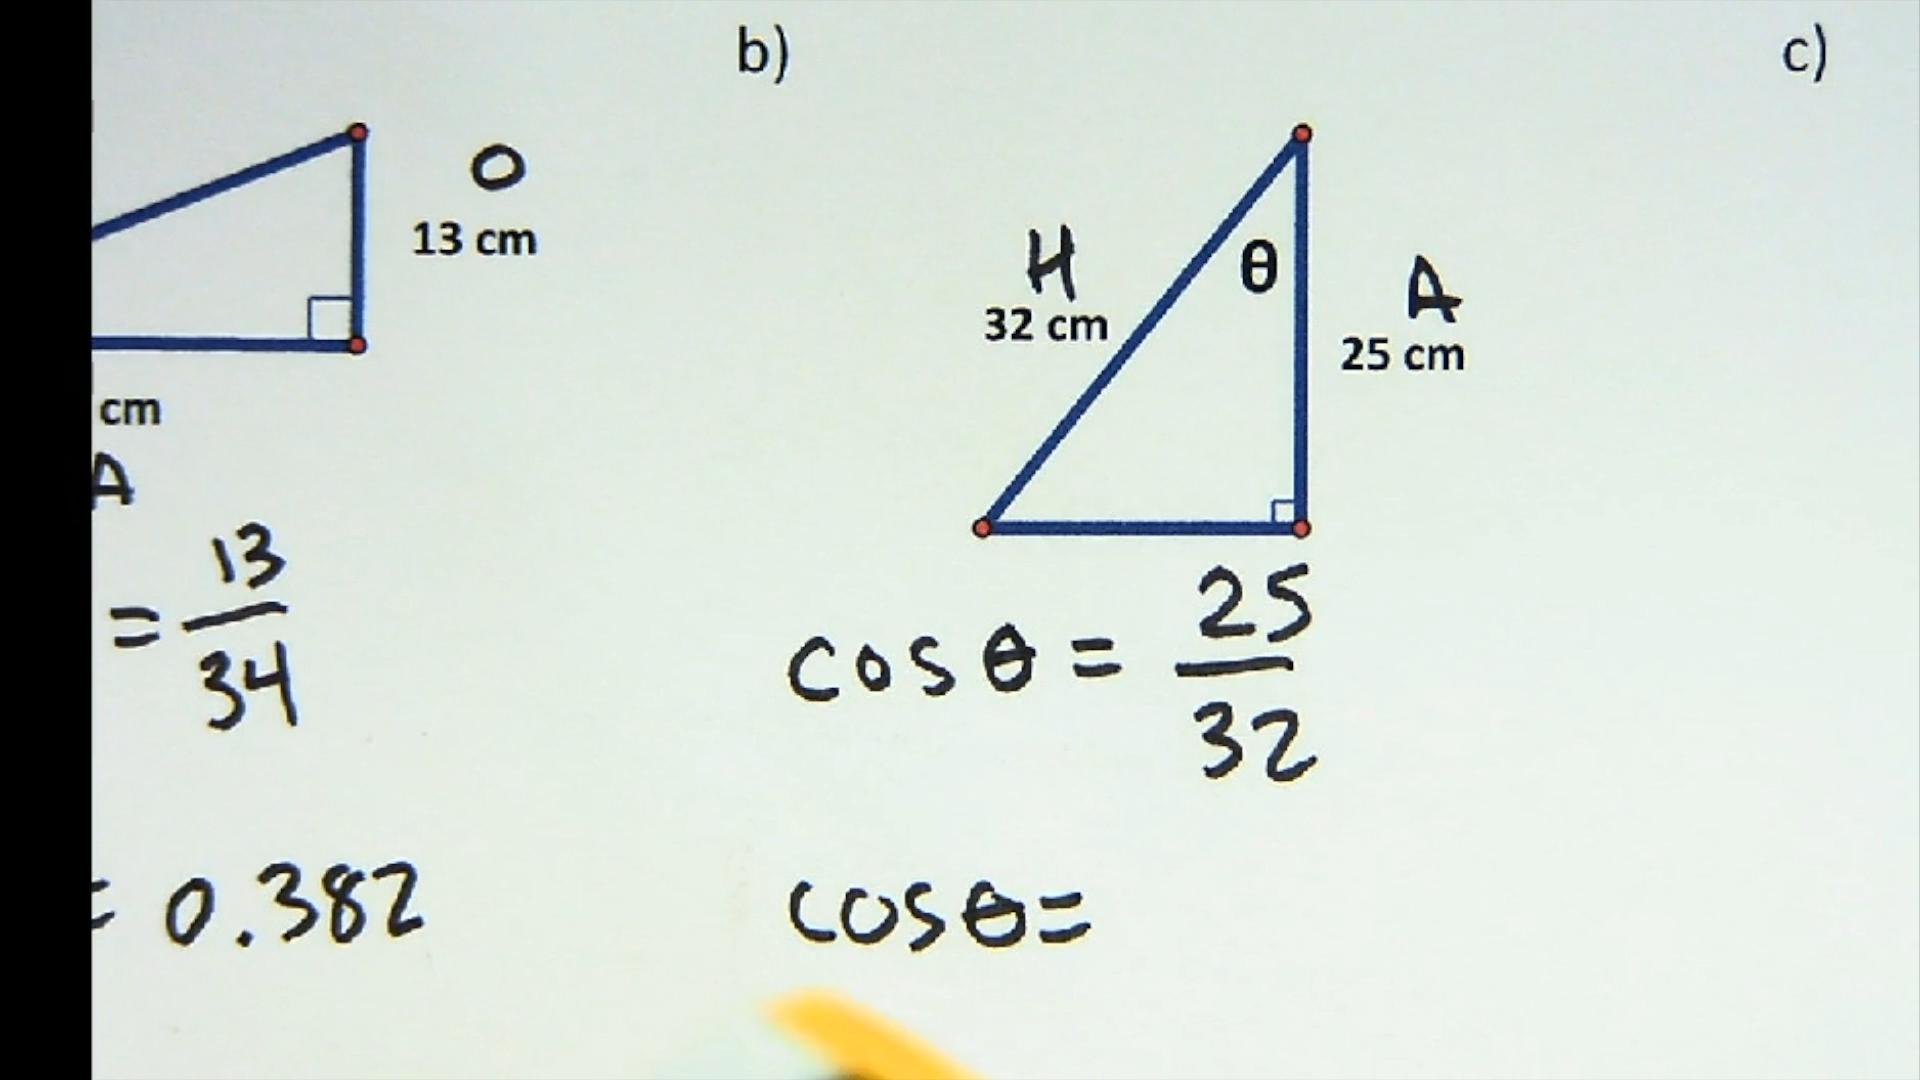 b)
c)
O
13 cm
cm
A
= 13/34
= 0.382
H
32 cm
θ
A
25 cm
cos θ = 25/32
cos θ =